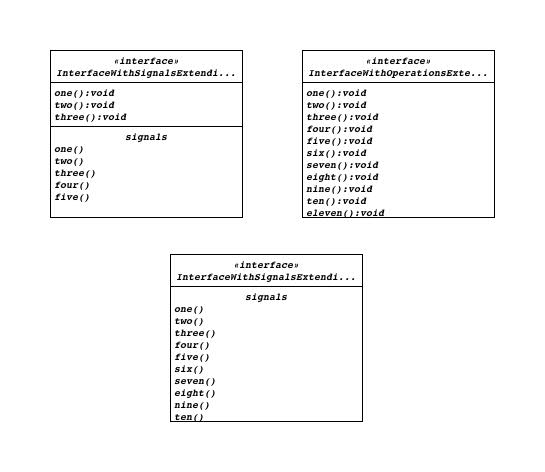 «interface»
InterfaceWithSignalsExtendi...
one():void
two():void
three():void
signals
one()
two()
three()
four()
five()
«interface»
InterfaceWithOperationsExte...
one():void
two():void
three():void
four():void
five():void
six():void
seven():void
eight():void
nine():void
ten():void
eleven():void
«interface»
InterfaceWithSignalsExtendi...
signals
one()
two()
three()
four()
five()
six()
seven()
eight()
nine()
ten()